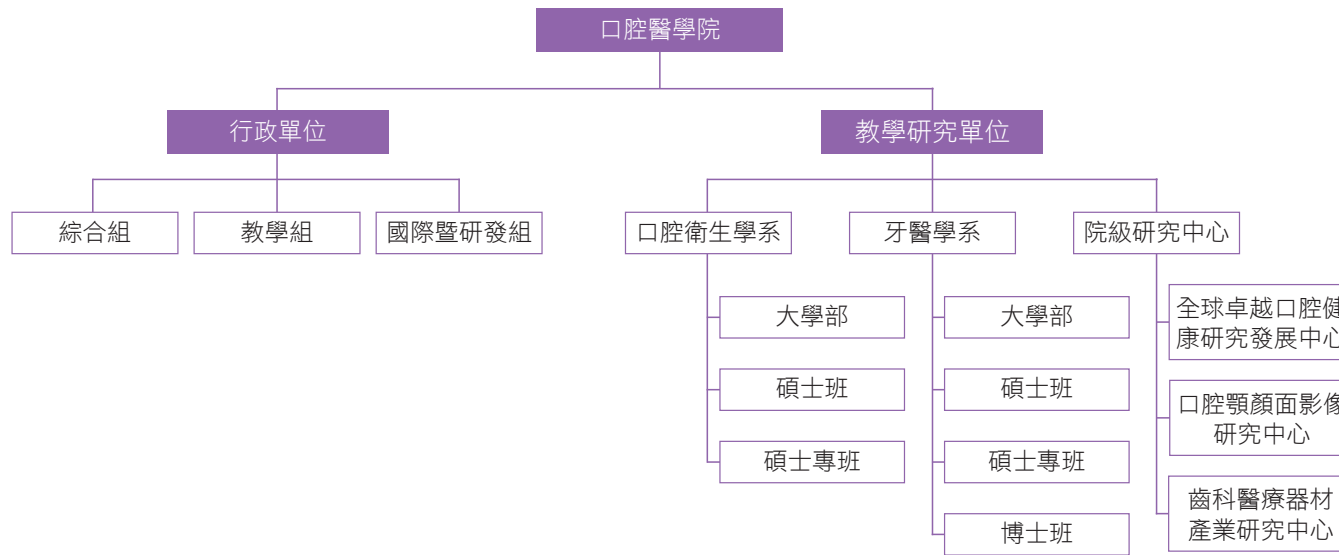 口腔醫學院
行政單位
教學研究單位
綜合組
教學組
國際暨研發組
口腔衛生學系
牙醫學系
院級研究中心
大學部
碩士班
碩士專班
大學部
碩士班
碩士專班
博士班
全球卓越口腔健
康研究發展中心
口腔顎顏面影像
研究中心
齒科醫療器材
產業研究中心